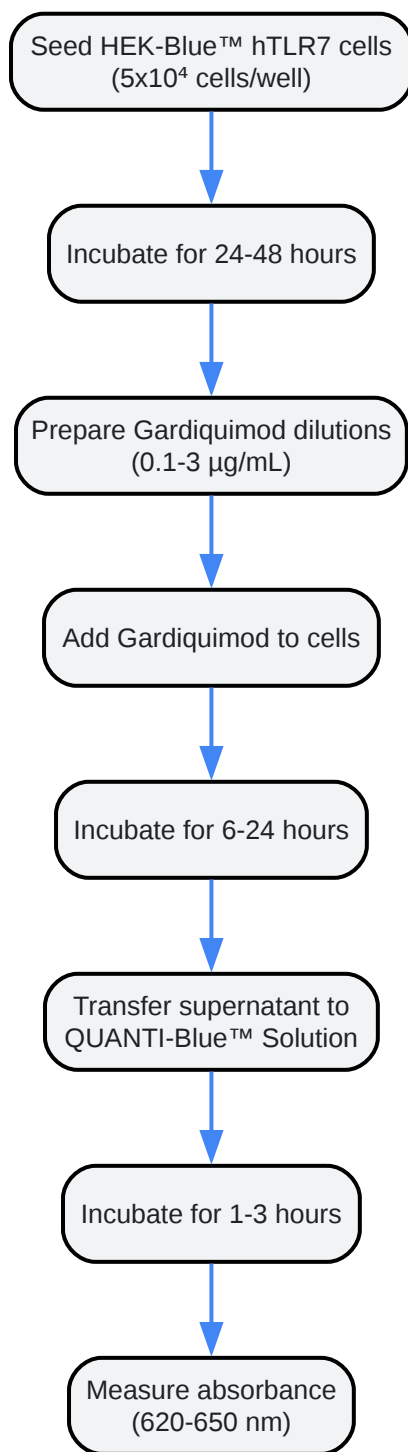 Seed HEK-Blue™ hTLR7 cells
(5x10⁴ cells/well)
Incubate for 24-48 hours
Prepare Gardiquimod dilutions
(0.1-3 µg/mL)
Add Gardiquimod to cells
Incubate for 6-24 hours
Transfer supernatant to
QUANTI-Blue™ Solution
Incubate for 1-3 hours
Measure absorbance
(620-650 nm)